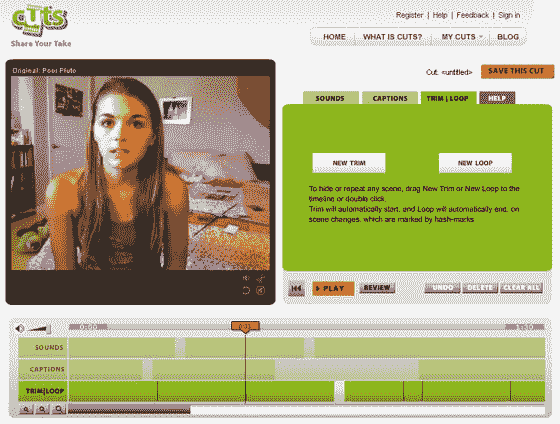 cuts
Share Your Take
Register | Help | Feedback | Sign in
HOME
WHAT IS CUTS?
MY CUTS
BLOG
Original: Poor Pluto
Cut: <untitled>
SAVE THIS CUT
SOUNDS
CAPTIONS
TRIM | LOOP
HELP
NEW TRIM
NEW LOOP
To hide or repeat any scene, drag New Trim or New Loop to the
timeline or double click.
Trim will automatically start, and Loop will automatically end, on
scene changes, which are marked by hash-marks.
PLAY
REVIEW
UNDO
DELETE
CLEAR ALL
0:00
SOUNDS
CAPTIONS
TRIM|LOOP